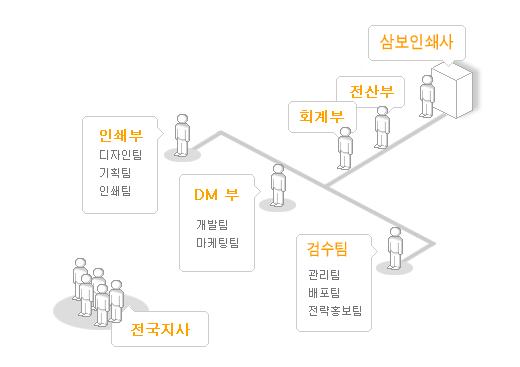 삼보인쇄사
전산부
회계부
인쇄부
디자인팀
기획팀
인쇄팀
DM 부
개발팀
마케팅팀
검수팀
관리팀
배포팀
전략홍보팀
전국지사